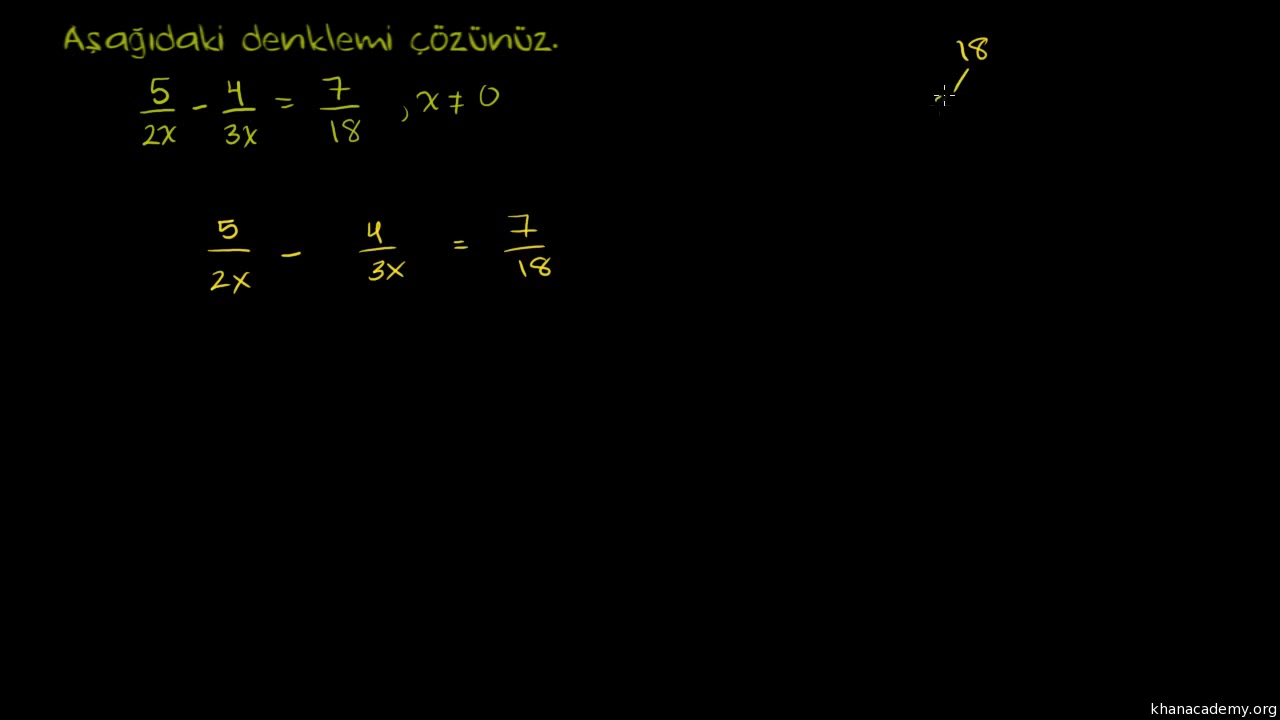 Aşağıdaki denklemi çözünüz.
5/2x - 4/3x = 7/18 , x ≠ 0
18
5/2x - 4/3x = 7/18
khanacademy.org